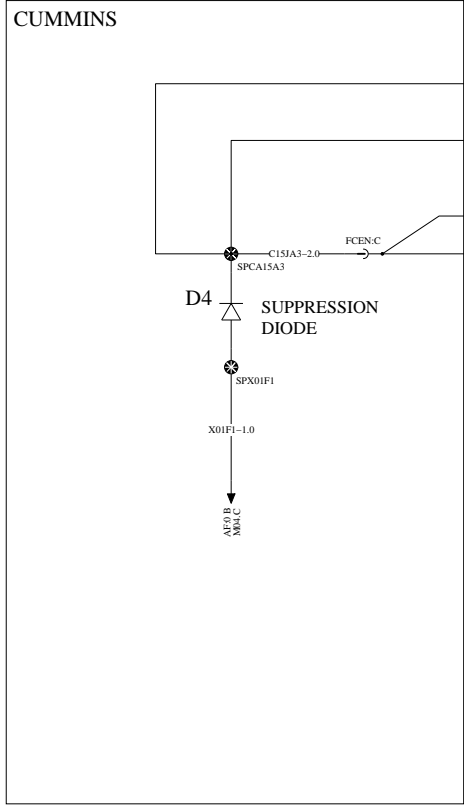 CUMMINS
FCEN:C
C15JA3-2.0
SPCA15A3
D4
SUPPRESSION
DIODE
SPX01F1
X01F1-1.0
AF:0 B
M04.C